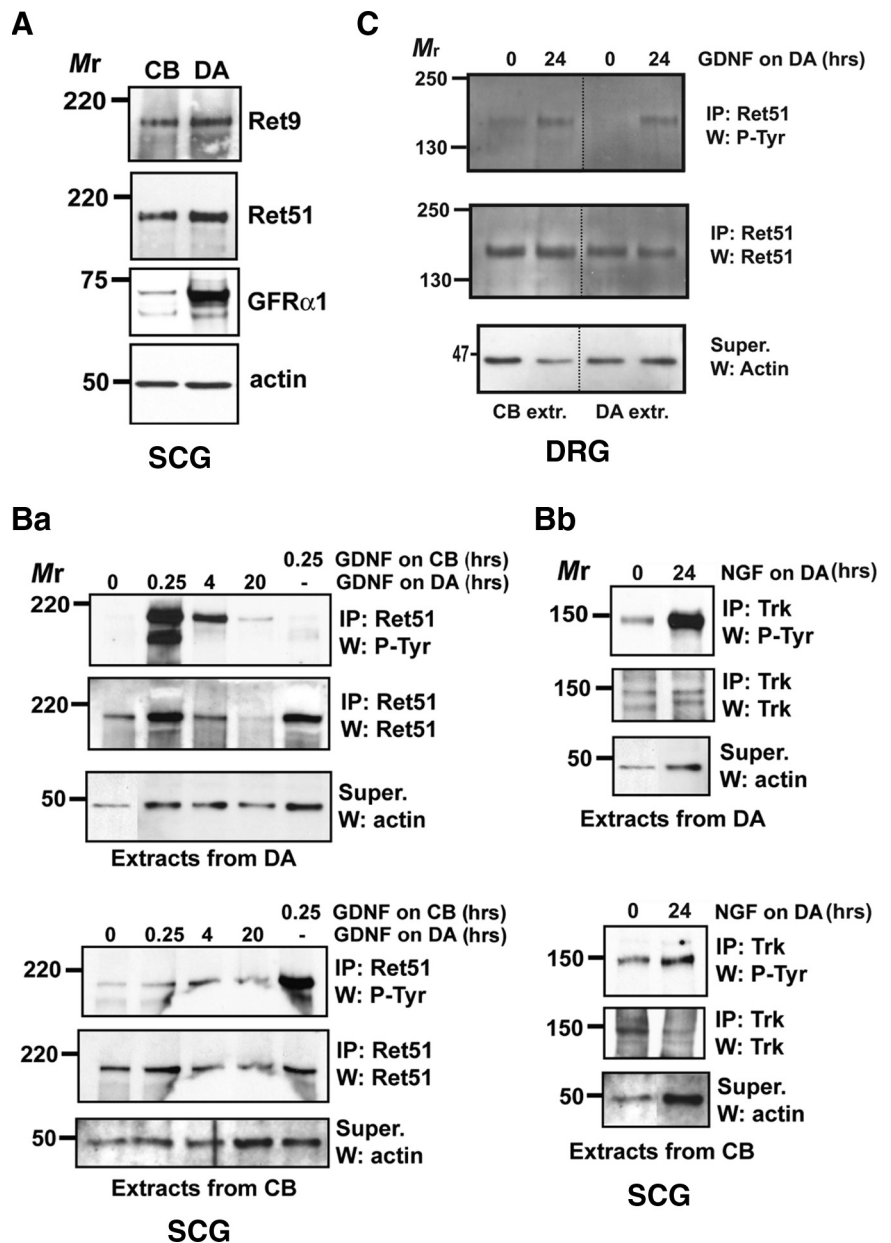 A
Mr
CB DA
220
Ret9
220
Ret51
75
GFRα1
50
actin
SCG
C
Mr
0 24 0 24 GDNF on DA (hrs)
250
130
IP: Ret51
W: P-Tyr
250
130
IP: Ret51
W: Ret51
47
Super.
W: Actin
CB extr. DA extr.
DRG
Ba
0.25 GDNF on CB (hrs)
Mr
0 0.25 4 20 - GDNF on DA (hrs)
220
IP: Ret51
W: P-Tyr
220
IP: Ret51
W: Ret51
50
Super.
W: actin
Extracts from DA
0.25 GDNF on CB (hrs)
0 0.25 4 20 - GDNF on DA (hrs)
220
IP: Ret51
W: P-Tyr
220
IP: Ret51
W: Ret51
50
Super.
W: actin
Extracts from CB
SCG
Bb
Mr
0 24 NGF on DA (hrs)
150
IP: Trk
W: P-Tyr
150
IP: Trk
W: Trk
50
Super.
W: actin
Extracts from DA
0 24 NGF on DA (hrs)
150
IP: Trk
W: P-Tyr
150
IP: Trk
W: Trk
50
Super.
W: actin
Extracts from CB
SCG